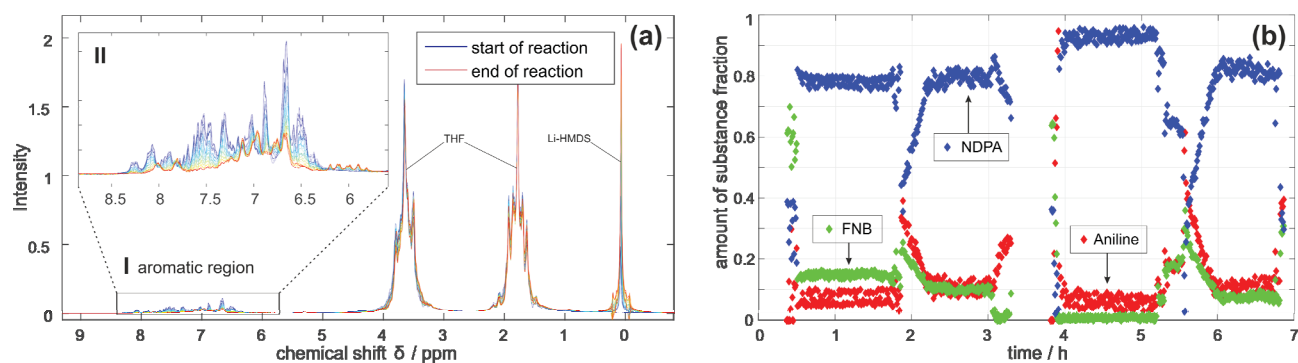 (a)
II
start of reaction
end of reaction
THF
Li-HMDS
I aromatic region
8.5 8 7.5 7 6.5 6
Intensity
2
1.5
1
0.5
0
9 8 7 6 5 4 3 2 1 0
chemical shift δ / ppm
(b)
NDPA
FNB
Aniline
amount of substance fraction
1
0.8
0.6
0.4
0.2
0
0 1 2 3 4 5 6 7
time / h